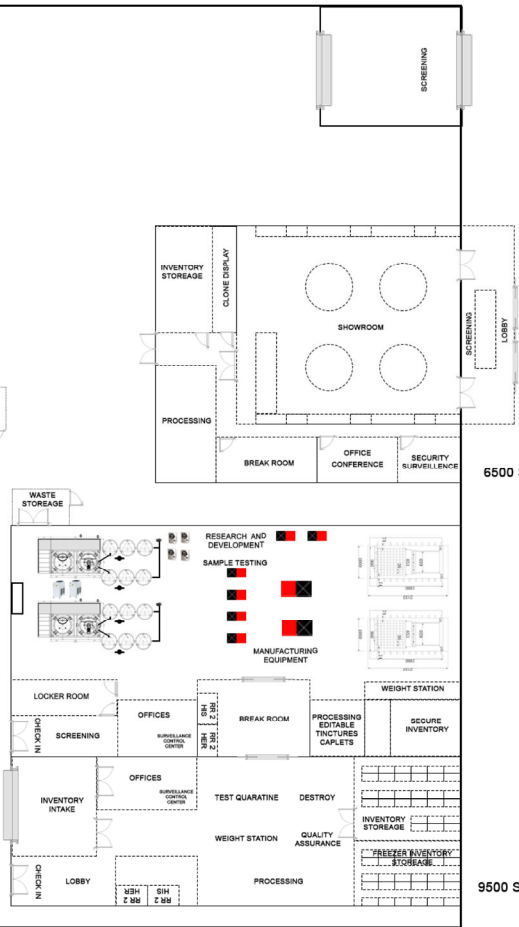 SCREENING
INVENTORY
STOREAGE
CLONE DISPLAY
SHOWROOM
SCREENING
LOBBY
PROCESSING
BREAK ROOM
OFFICE
CONFERENCE
SECURITY
SURVEILLENCE
6500
WASTE
STOREAGE
RESEARCH AND
DEVELOPMENT
SAMPLE TESTING
MANUFACTURING
EQUIPMENT
LOCKER ROOM
WEIGHT STATION
CHECK IN
SCREENING
OFFICES
SURVEILLANCE
CONTROL
CENTER
RR 2
HIS
RR 2
HER
BREAK ROOM
PROCESSING
EDITABLE
TINCTURES
CAPLETS
SECURE
INVENTORY
OFFICES
SURVEILLANCE
CONTROL
CENTER
INVENTORY
INTAKE
TEST QUARATINE
DESTROY
WEIGHT STATION
QUALITY
ASSURANCE
INVENTORY
STOREAGE
FREEZER INVENTORY
STOREAGE
CHECK IN
LOBBY
RR 2
HER
RR 2
HIS
PROCESSING
9500 S